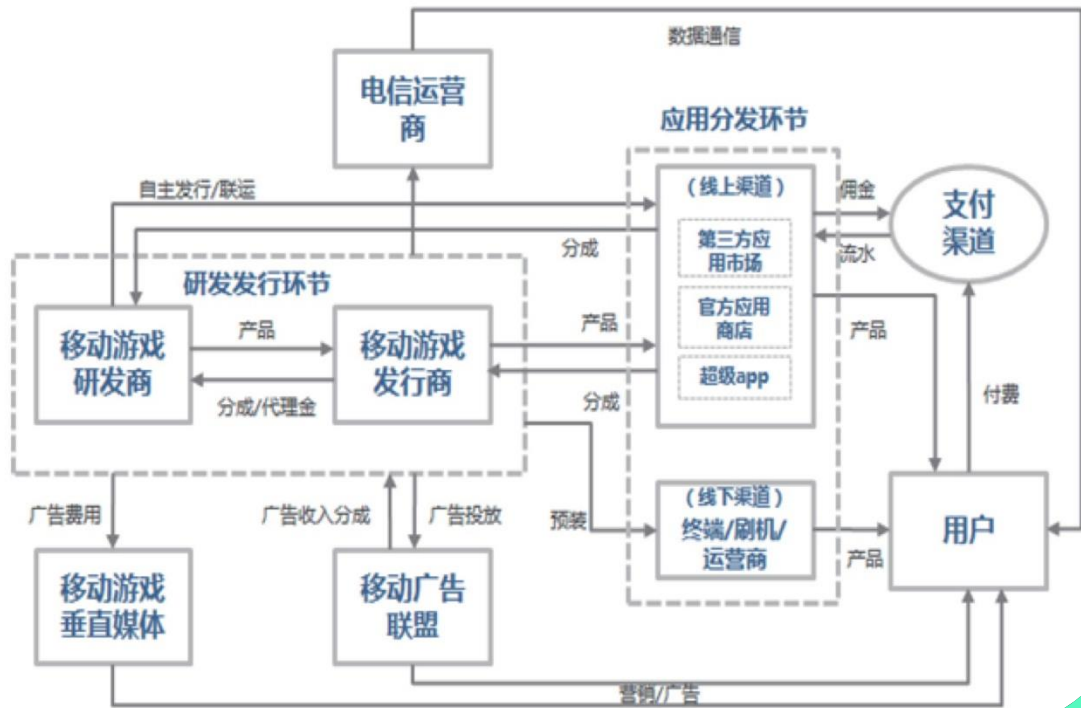 数据通信
电信运营
商
应用分发环节
自主发行/联运
(线上渠道)
佣金
支付
渠道
第三方应
用市场
分成
流水
研发发行环节
官方应用
商店
产品
移动游戏
研发商
产品
移动游戏
发行商
产品
超级app
分成/代理金
分成
付费
广告费用
广告收入分成
广告投放
预装
(线下渠道)
终端/刷机/
运营商
产品
用户
移动游戏
垂直媒体
移动广告
联盟
营销/广告